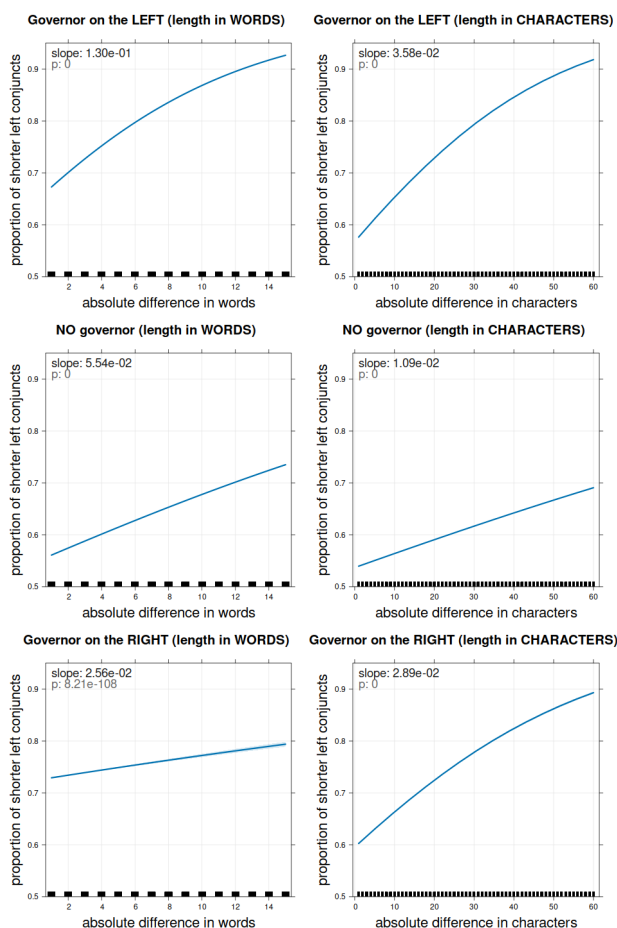 Governor on the LEFT (length in WORDS)
slope: 1.30e-01
p: 0
proportion of shorter left conjuncts
0.9
0.8
0.7
0.6
0.5
2 4 6 8 10 12 14
absolute difference in words
Governor on the LEFT (length in CHARACTERS)
slope: 3.58e-02
p: 0
proportion of shorter left conjuncts
0.9
0.8
0.7
0.6
0.5
0 10 20 30 40 50 60
absolute difference in characters
NO governor (length in WORDS)
slope: 5.54e-02
p: 0
proportion of shorter left conjuncts
0.9
0.8
0.7
0.6
0.5
2 4 6 8 10 12 14
absolute difference in words
NO governor (length in CHARACTERS)
slope: 1.09e-02
p: 0
proportion of shorter left conjuncts
0.9
0.8
0.7
0.6
0.5
0 10 20 30 40 50 60
absolute difference in characters
Governor on the RIGHT (length in WORDS)
slope: 2.56e-02
p: 8.21e-108
proportion of shorter left conjuncts
0.9
0.8
0.7
0.6
0.5
2 4 6 8 10 12 14
absolute difference in words
Governor on the RIGHT (length in CHARACTERS)
slope: 2.89e-02
p: 0
proportion of shorter left conjuncts
0.9
0.8
0.7
0.6
0.5
0 10 20 30 40 50 60
absolute difference in characters